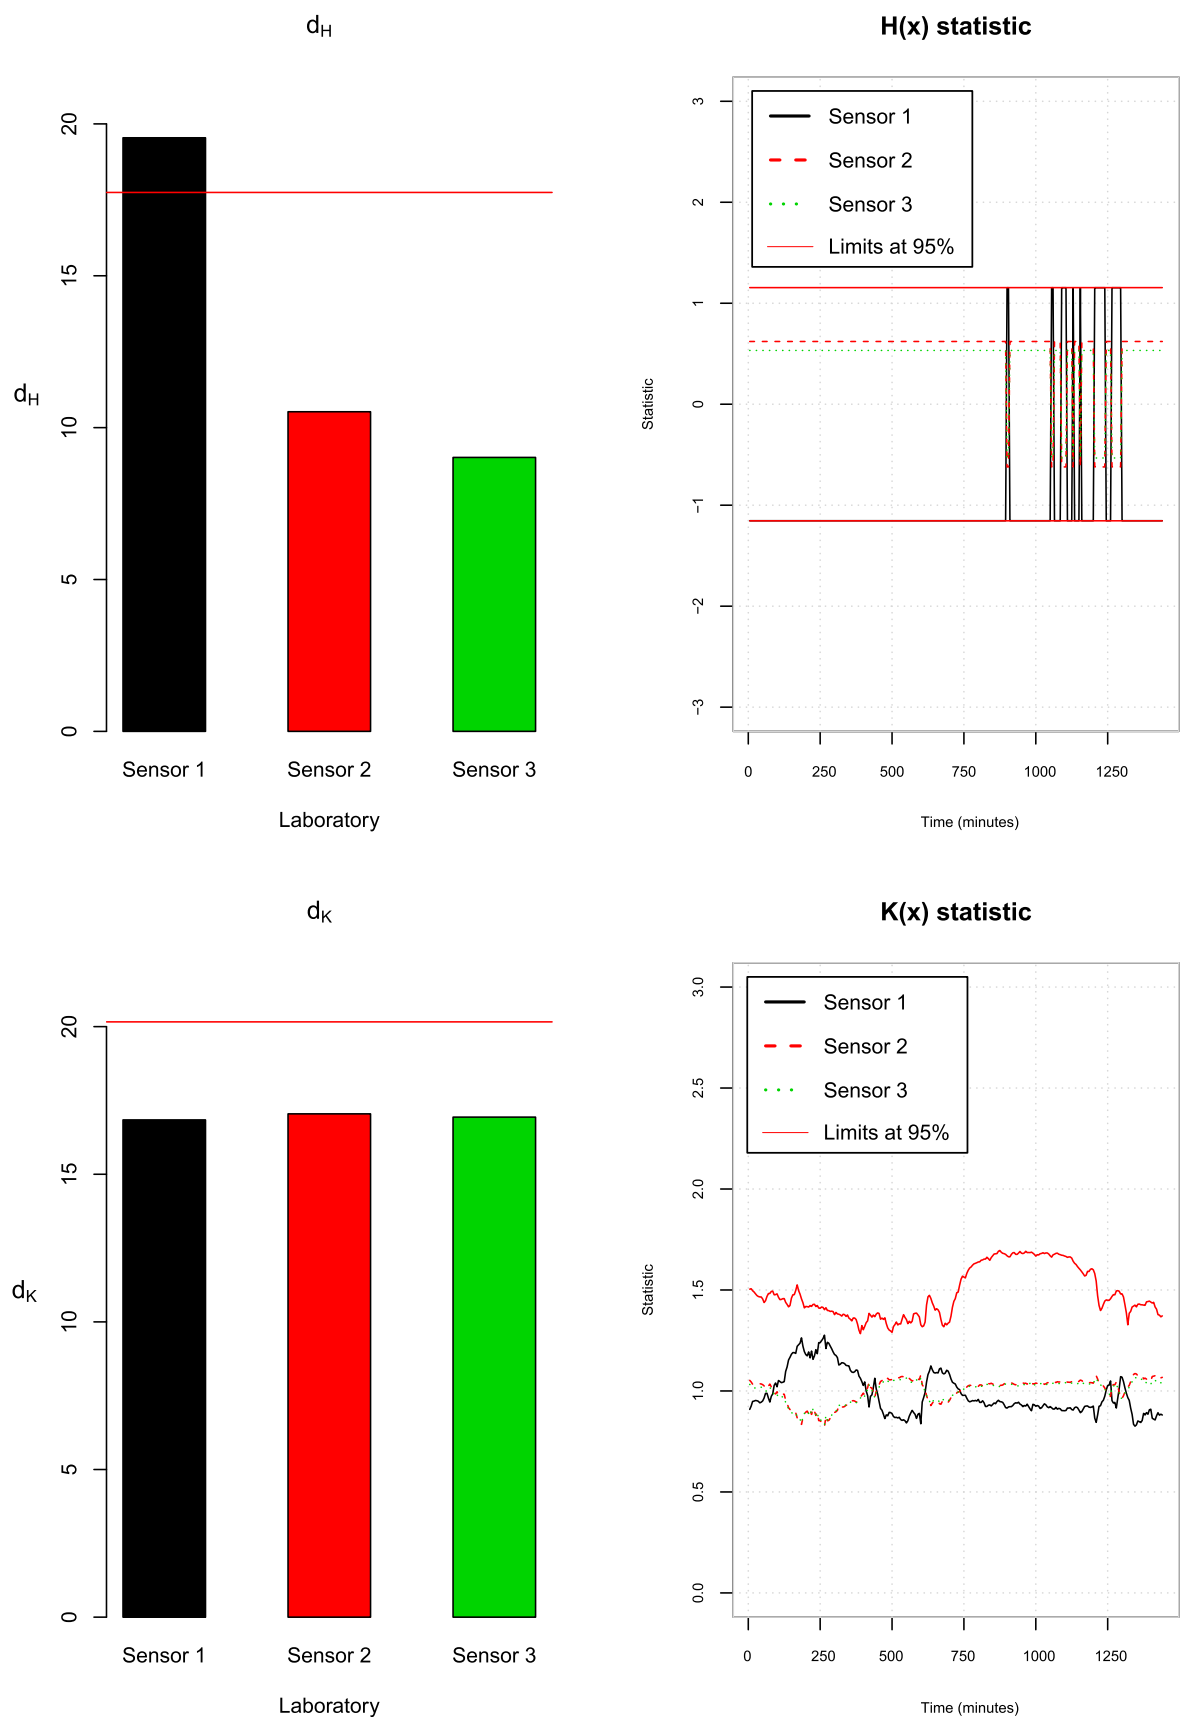 d_H
20
15
10
5
0
d_H
Sensor 1 Sensor 2 Sensor 3
Laboratory
H(x) statistic
Sensor 1
Sensor 2
Sensor 3
Limits at 95%
3
2
1
0
−1
−2
−3
Statistic
0 250 500 750 1000 1250
Time (minutes)
d_K
20
15
10
5
0
d_K
Sensor 1 Sensor 2 Sensor 3
Laboratory
K(x) statistic
Sensor 1
Sensor 2
Sensor 3
Limits at 95%
3.0
2.5
2.0
1.5
1.0
0.5
0.0
Statistic
0 250 500 750 1000 1250
Time (minutes)